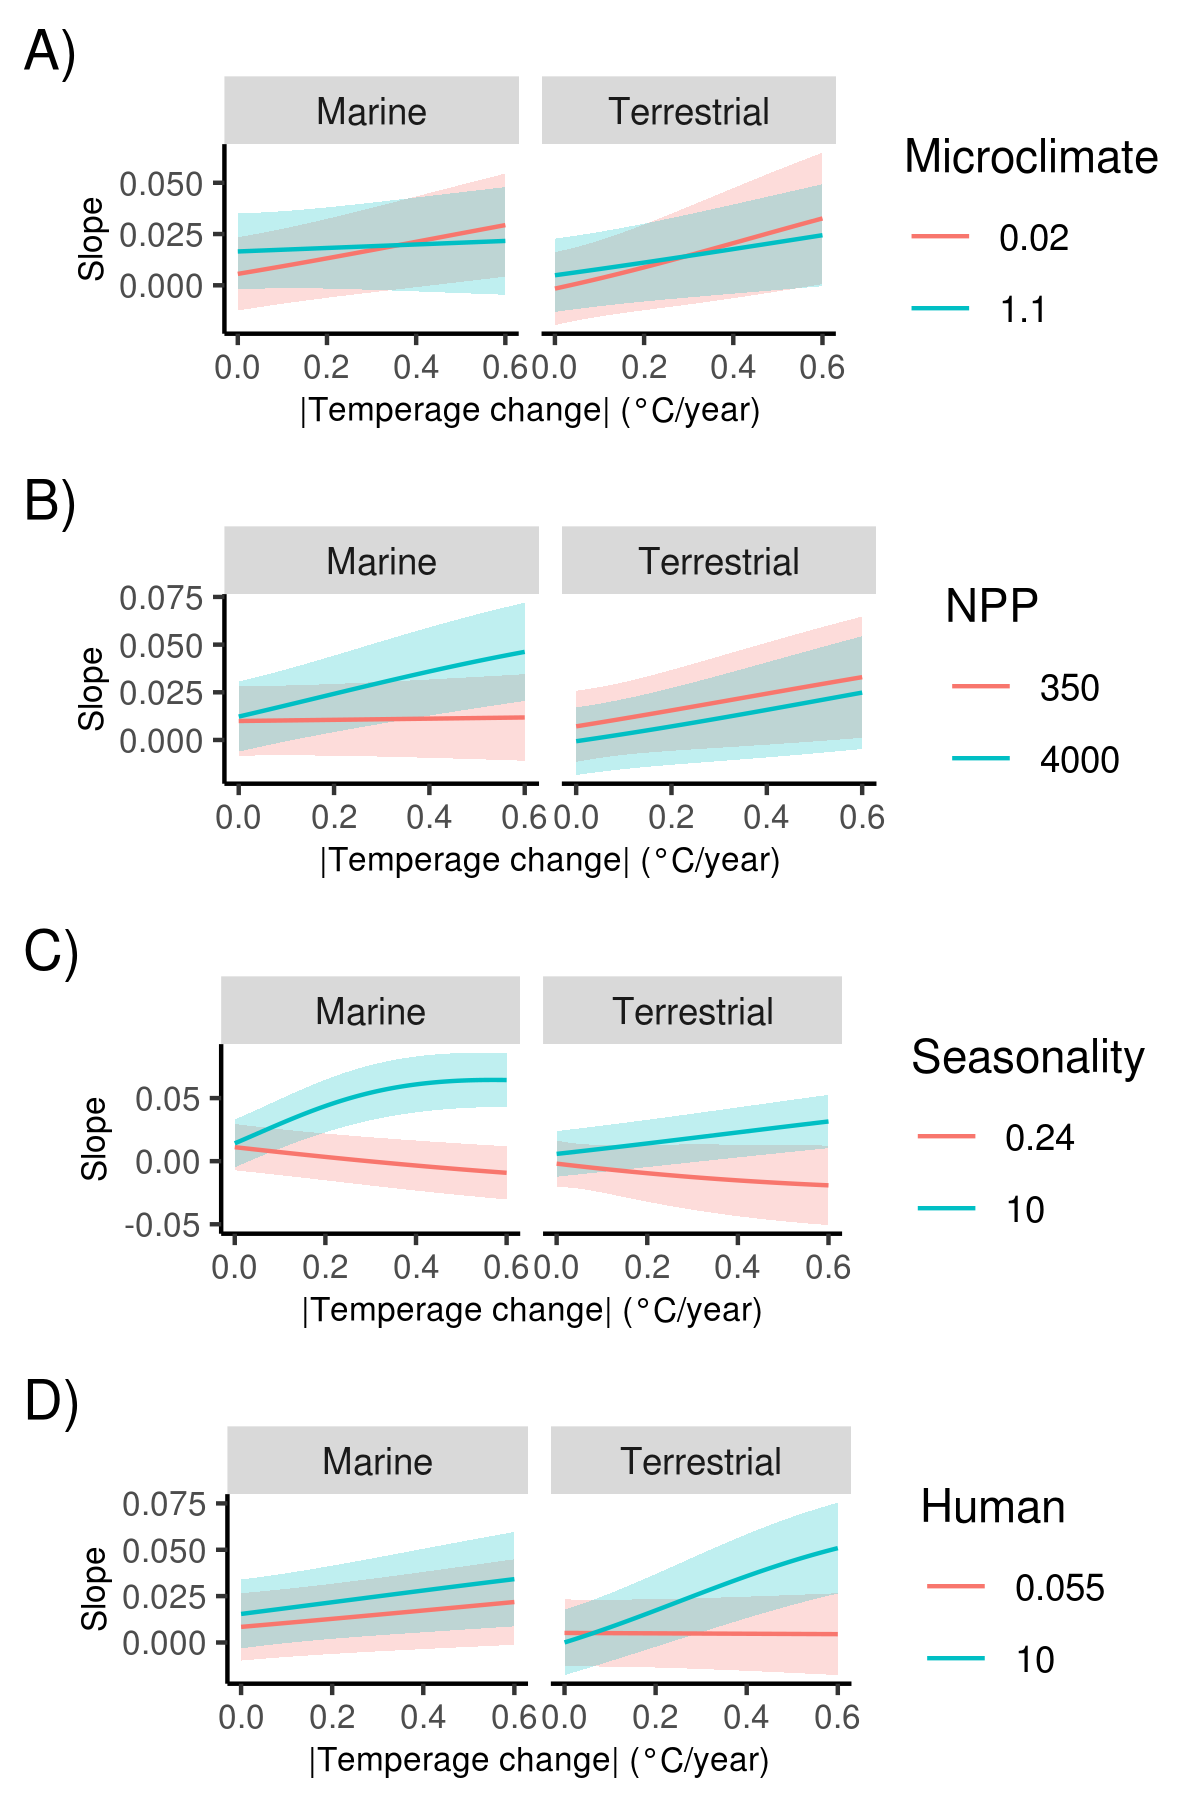 A)
Marine Terrestrial
Microclimate
0.050
0.025
0.000
Slope
0.02
1.1
0.0 0.2 0.4 0.6 0.0 0.2 0.4 0.6
|Temperage change| (°C/year)
B)
Marine Terrestrial
NPP
0.075
0.050
0.025
0.000
Slope
350
4000
0.0 0.2 0.4 0.6 0.0 0.2 0.4 0.6
|Temperage change| (°C/year)
C)
Marine Terrestrial
Seasonality
0.05
0.00
-0.05
Slope
0.24
10
0.0 0.2 0.4 0.6 0.0 0.2 0.4 0.6
|Temperage change| (°C/year)
D)
Marine Terrestrial
Human
0.075
0.050
0.025
0.000
Slope
0.055
10
0.0 0.2 0.4 0.6 0.0 0.2 0.4 0.6
|Temperage change| (°C/year)